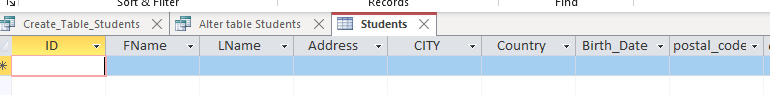 Sort & Filter Records Find
Create_Table_Students Alter table Students Students
ID FName LName Address CITY Country Birth_Date postal_code